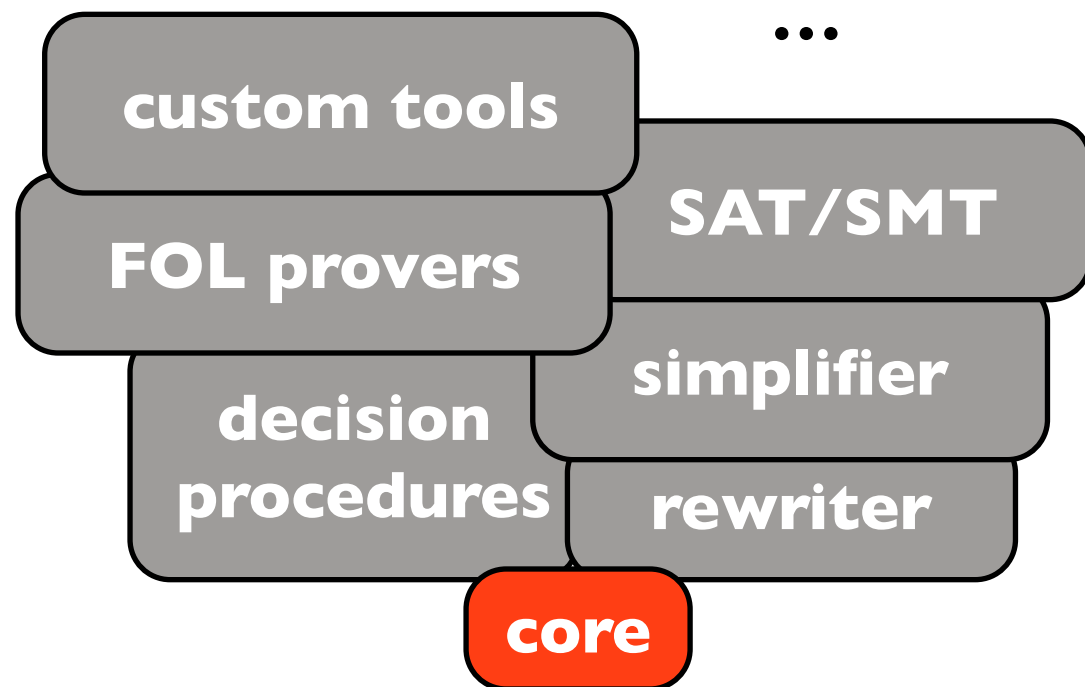 ...
custom tools
SAT/SMT
FOL provers
simplifier
decision
procedures
rewriter
core